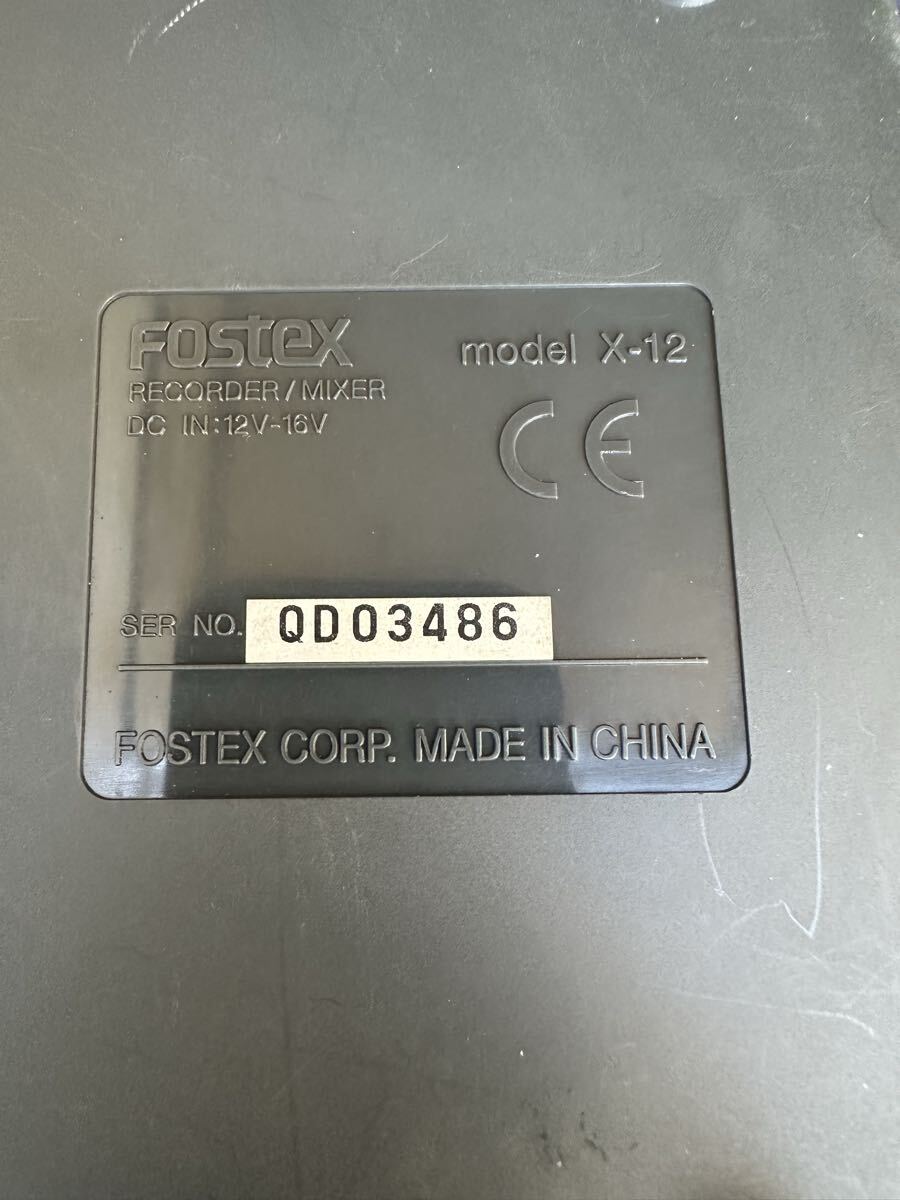 FOSTEX model X-12
RECORDER/MIXER
DC IN:12V-16V
CE
SER NO. QD03486
FOSTEX CORP. MADE IN CHINA